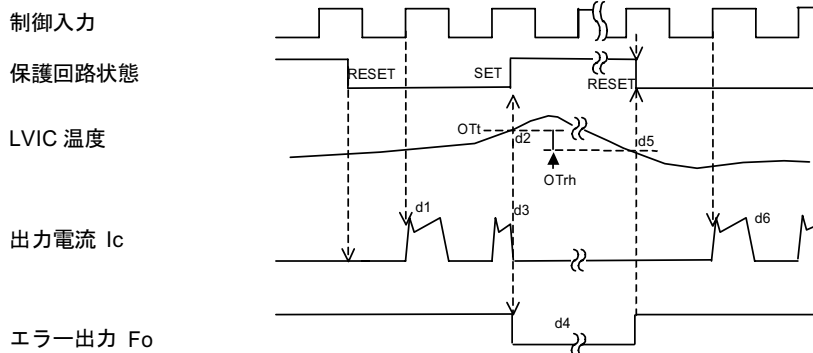 制御入力
保護回路状態
RESET
SET
RESET
LVIC 温度
OTt
d2
d5
OTrh
出力電流 Ic
d1
d3
d6
エラー出力 Fo
d4